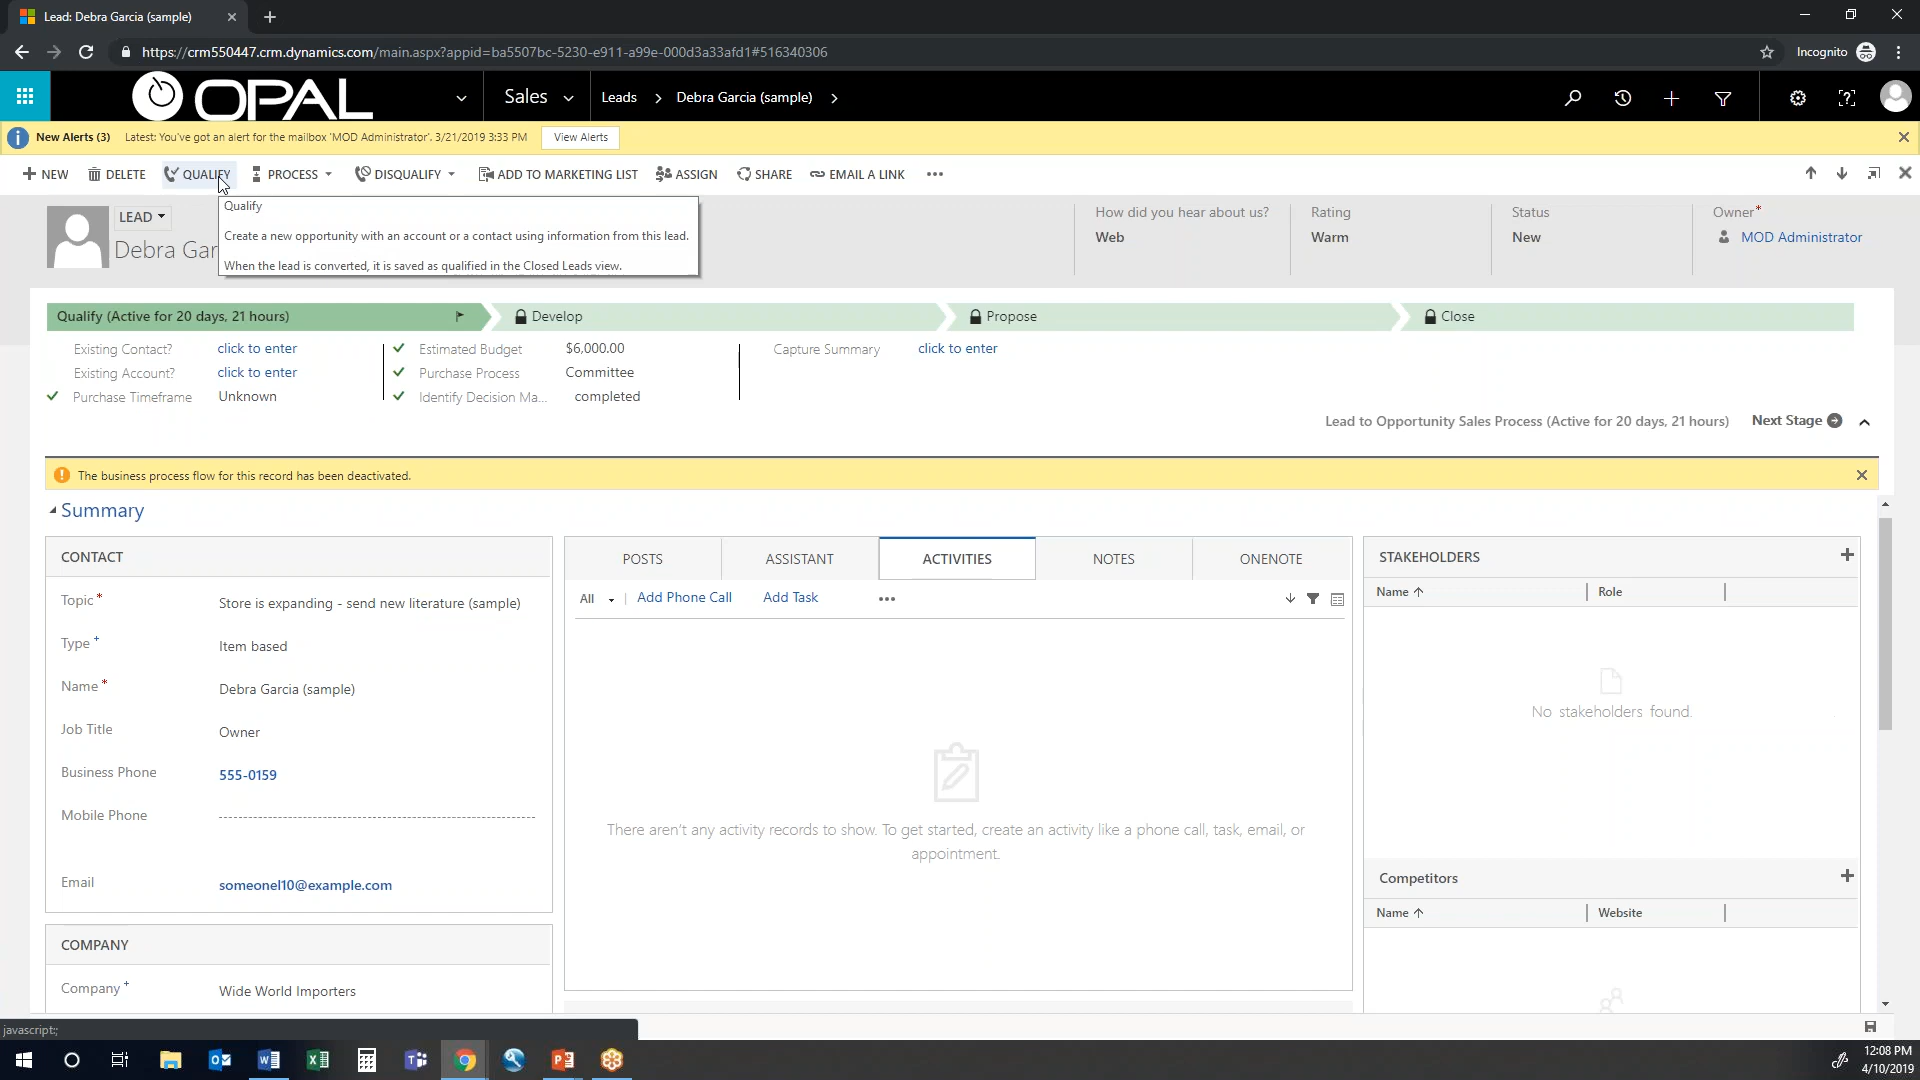 Lead: Debra Garcia (sample)
https://crm550447.crm.dynamics.com/main.aspx?appid=ba5507bc-5230-e911-a99e-000d3a33afd1#516340306
Incognito
OPAL
Sales
Leads > Debra Garcia (sample) >
New Alerts (3) Latest: You've got an alert for the mailbox 'MOD Administrator'. 3/21/2019 3:33 PM View Alerts
NEW DELETE QUALIFY PROCESS DISQUALIFY ADD TO MARKETING LIST ASSIGN SHARE EMAIL A LINK
Qualify
Create a new opportunity with an account or a contact using information from this lead.
When the lead is converted, it is saved as qualified in the Closed Leads view.
LEAD
Debra Gar
How did you hear about us?
Web
Rating
Warm
Status
New
Owner*
MOD Administrator
Qualify (Active for 20 days, 21 hours) Develop Propose Close
Existing Contact? click to enter
Existing Account? click to enter
Purchase Timeframe Unknown
Estimated Budget $6,000.00
Purchase Process Committee
Identify Decision Ma... completed
Capture Summary click to enter
Lead to Opportunity Sales Process (Active for 20 days, 21 hours) Next Stage
The business process flow for this record has been deactivated.
Summary
CONTACT
Topic* Store is expanding - send new literature (sample)
Type+ Item based
Name* Debra Garcia (sample)
Job Title Owner
Business Phone 555-0159
Mobile Phone
Email someone10@example.com
COMPANY
Company+ Wide World Importers
POSTS ASSISTANT ACTIVITIES NOTES ONENOTE
All Add Phone Call Add Task
There aren't any activity records to show. To get started, create an activity like a phone call, task, email, or
appointment.
STAKEHOLDERS
Name ↑ Role
No stakeholders found.
Competitors
Name ↑ Website
javascript:;
12:08 PM
4/10/2019